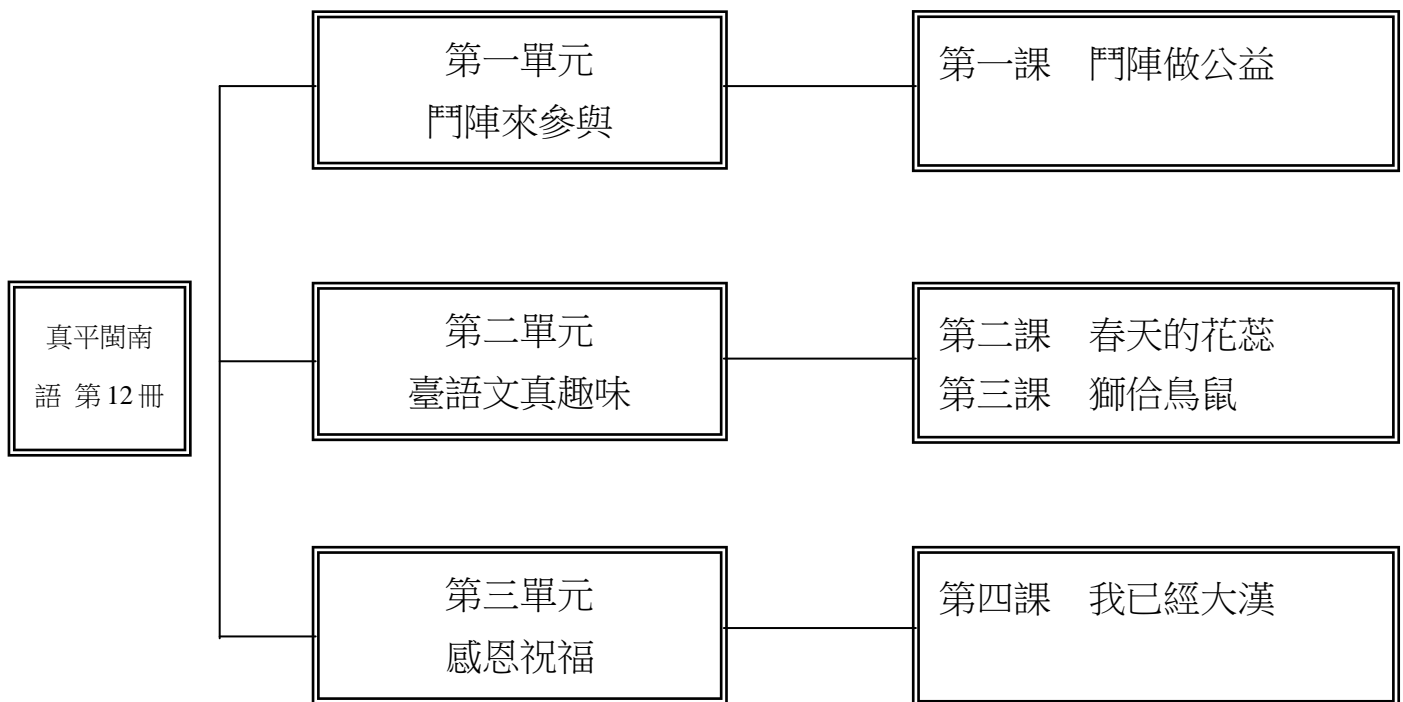 真平閩南
語 第12冊
第一單元
鬥陣來參與
第一課 鬥陣做公益
第二單元
臺語文真趣味
第二課 春天的花蕊
第三課 獅佮鳥鼠
第三單元
感恩祝福
第四課 我已經大漢